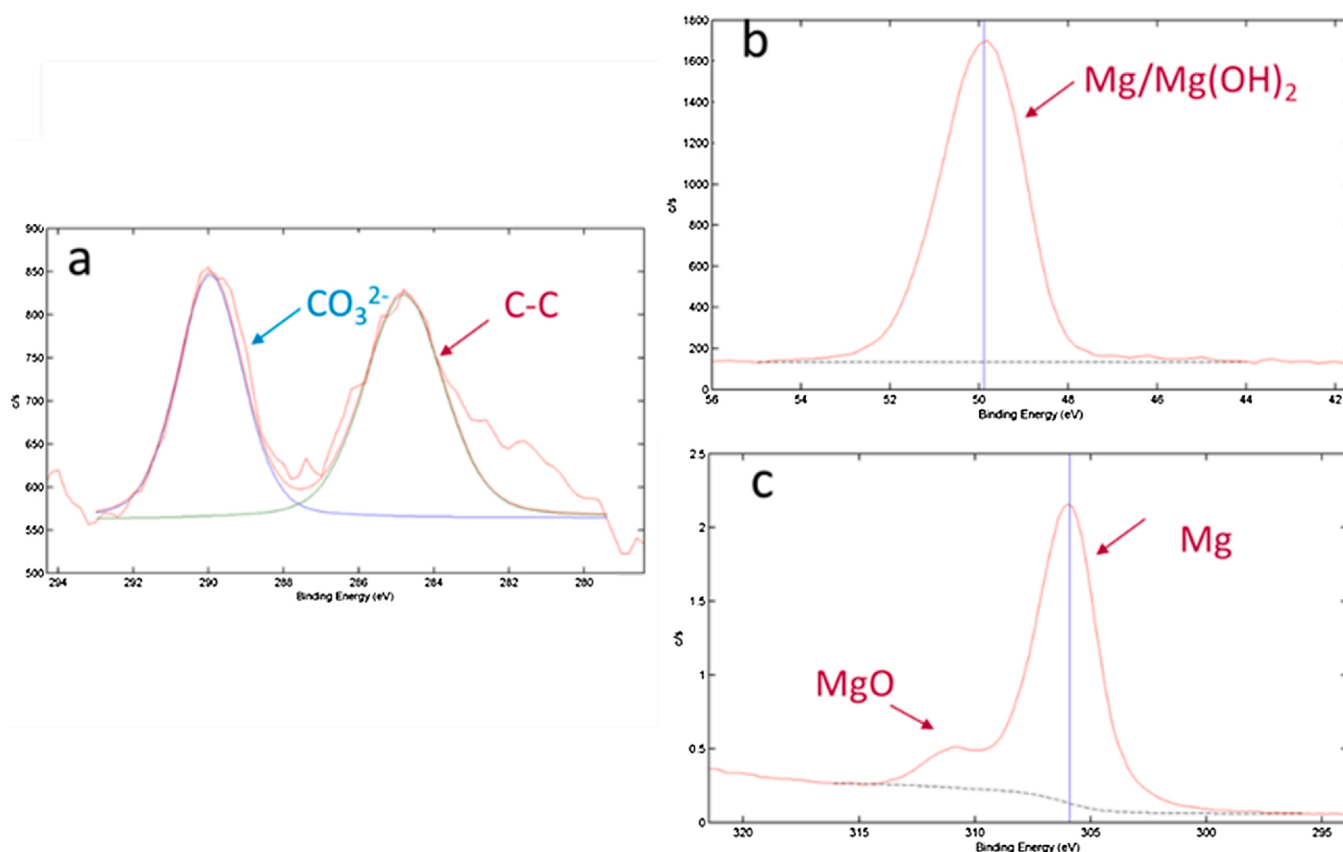 a
CO₃²⁻
C-C
900
850
800
750
700
650
600
550
500
c/s
294 292 290 288 286 284 282 280
Binding Energy (eV)
b
Mg/Mg(OH)₂
1800
1600
1400
1200
1000
800
600
400
200
0
c/s
56 54 52 50 48 46 44 42
Binding Energy (eV)
c
Mg
MgO
2.5
2
1.5
1
0.5
0
c/s
320 315 310 305 300 295
Binding Energy (eV)